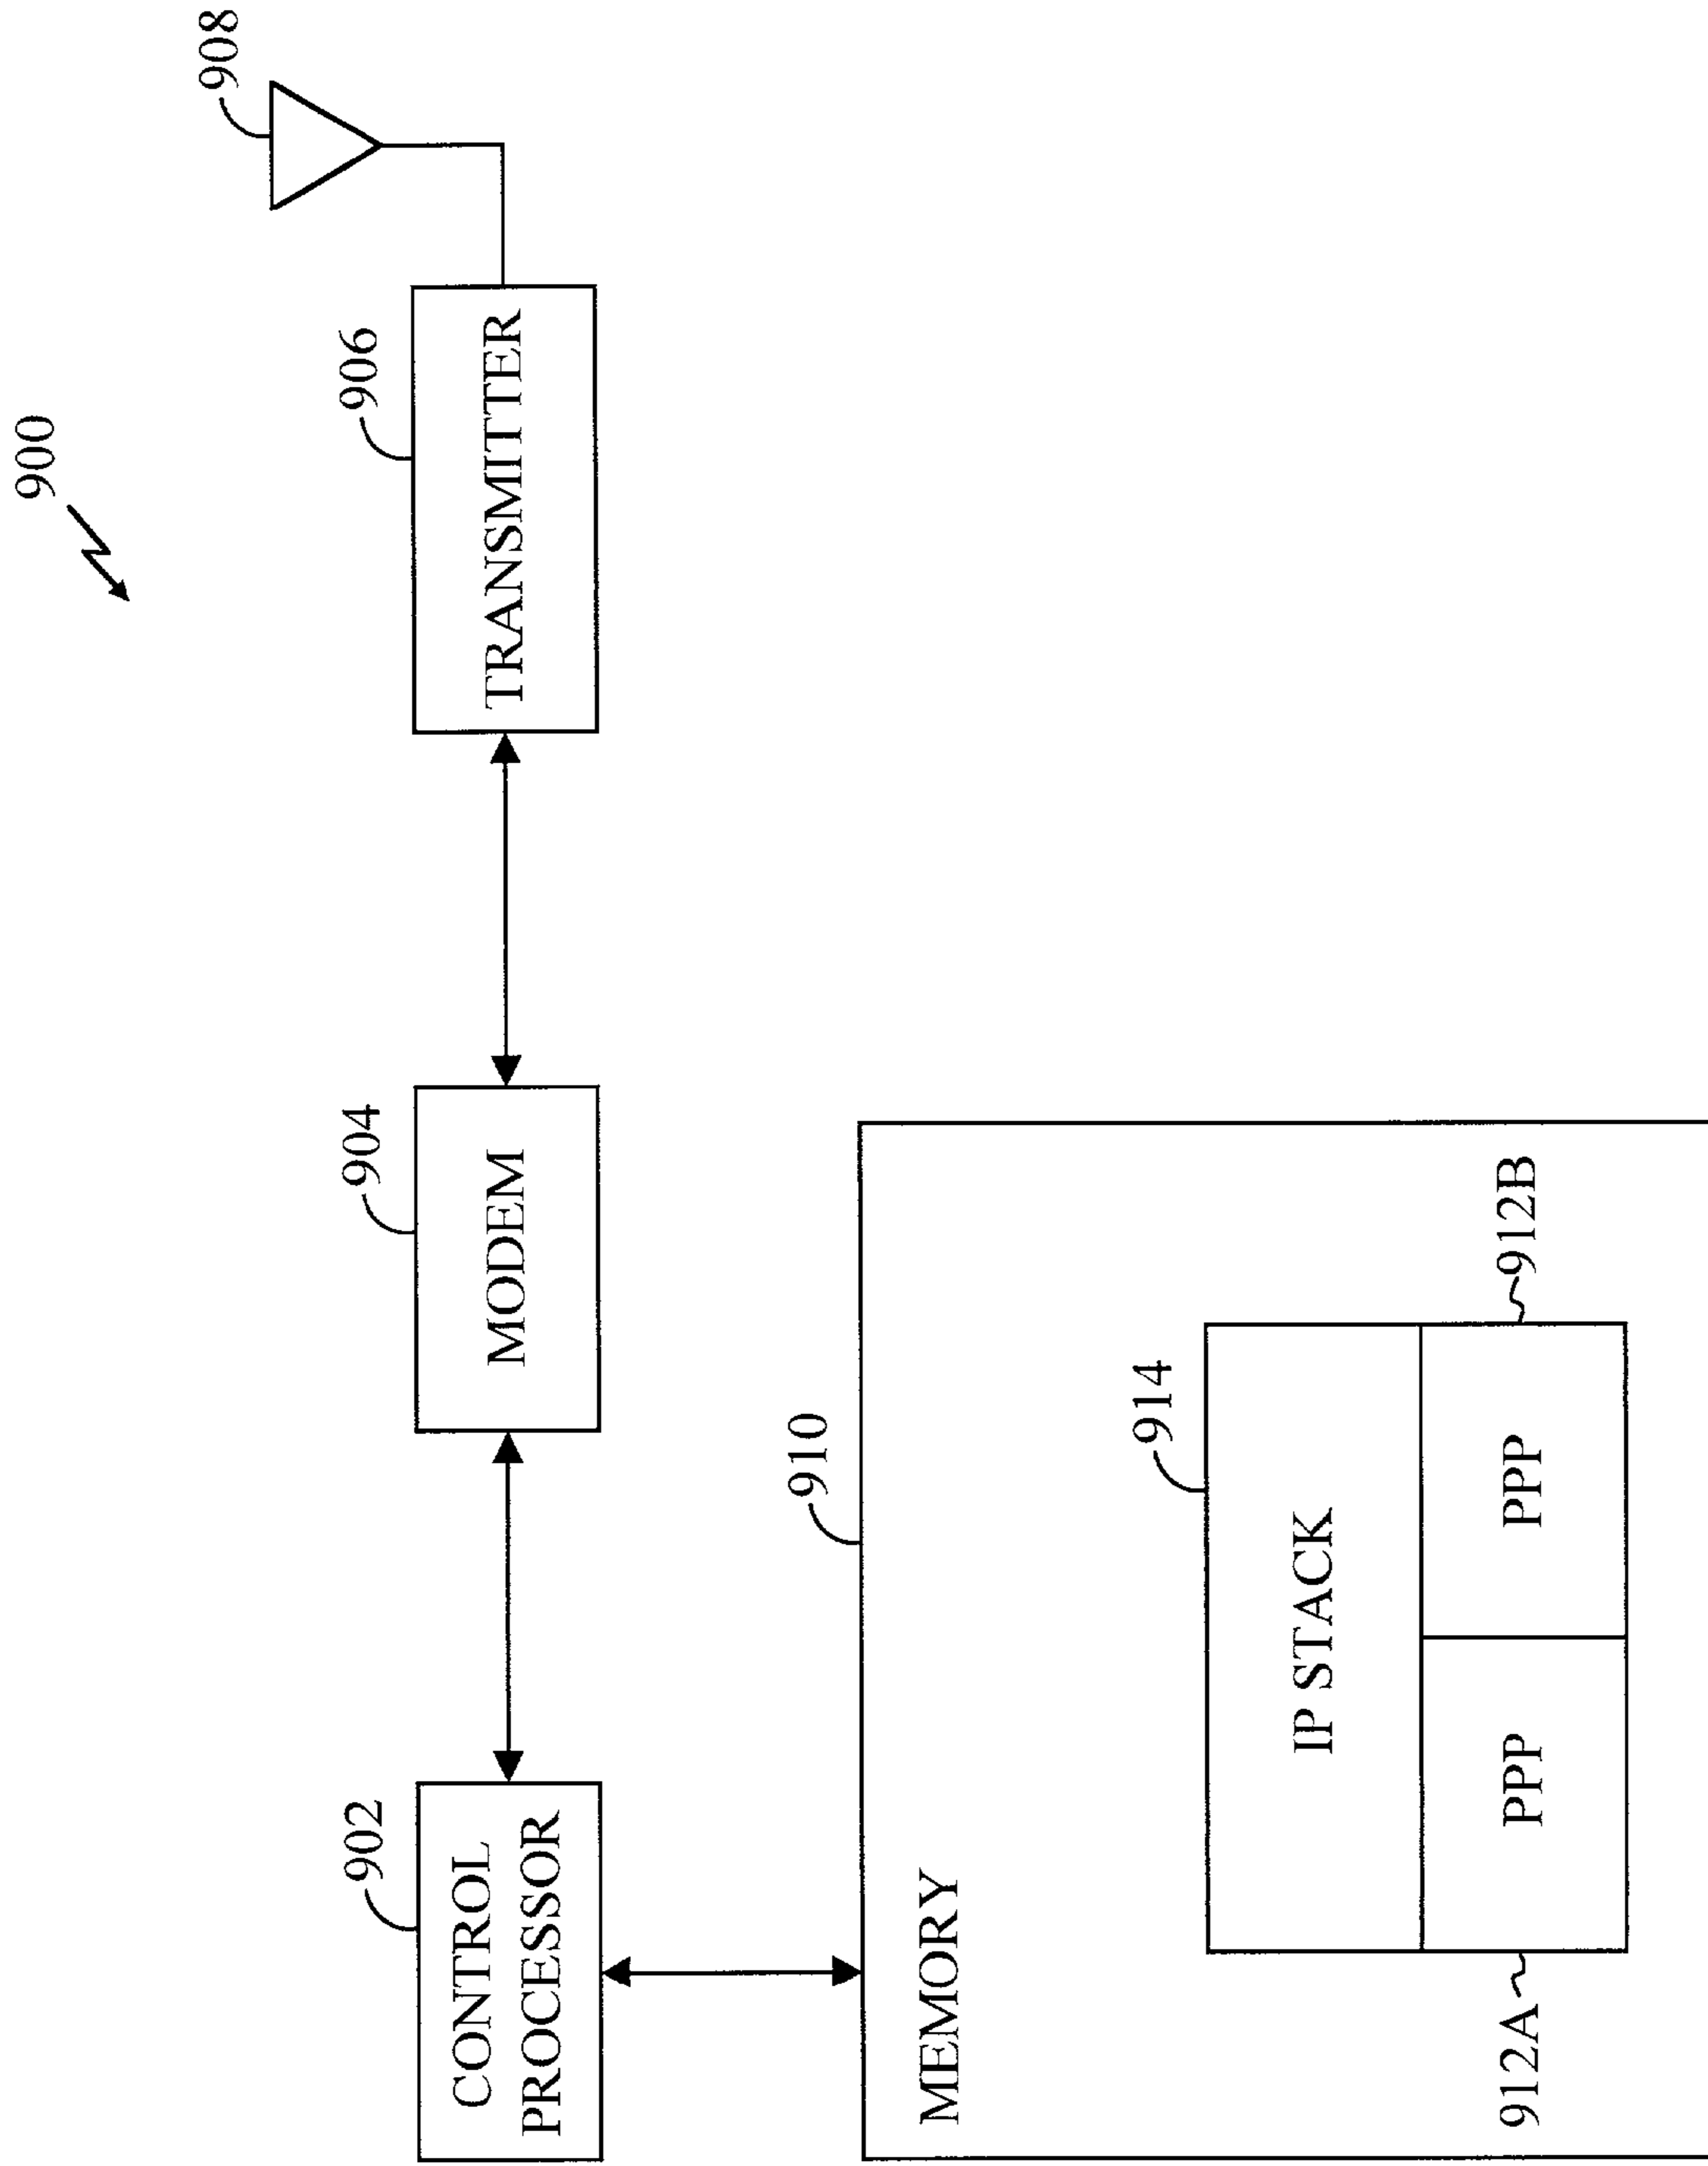 900
908
906
TRANSMITTER
904
MODEM
902
CONTROL
PROCESSOR
910
MEMORY
914
IP STACK
912A
PPP
PPP
912B